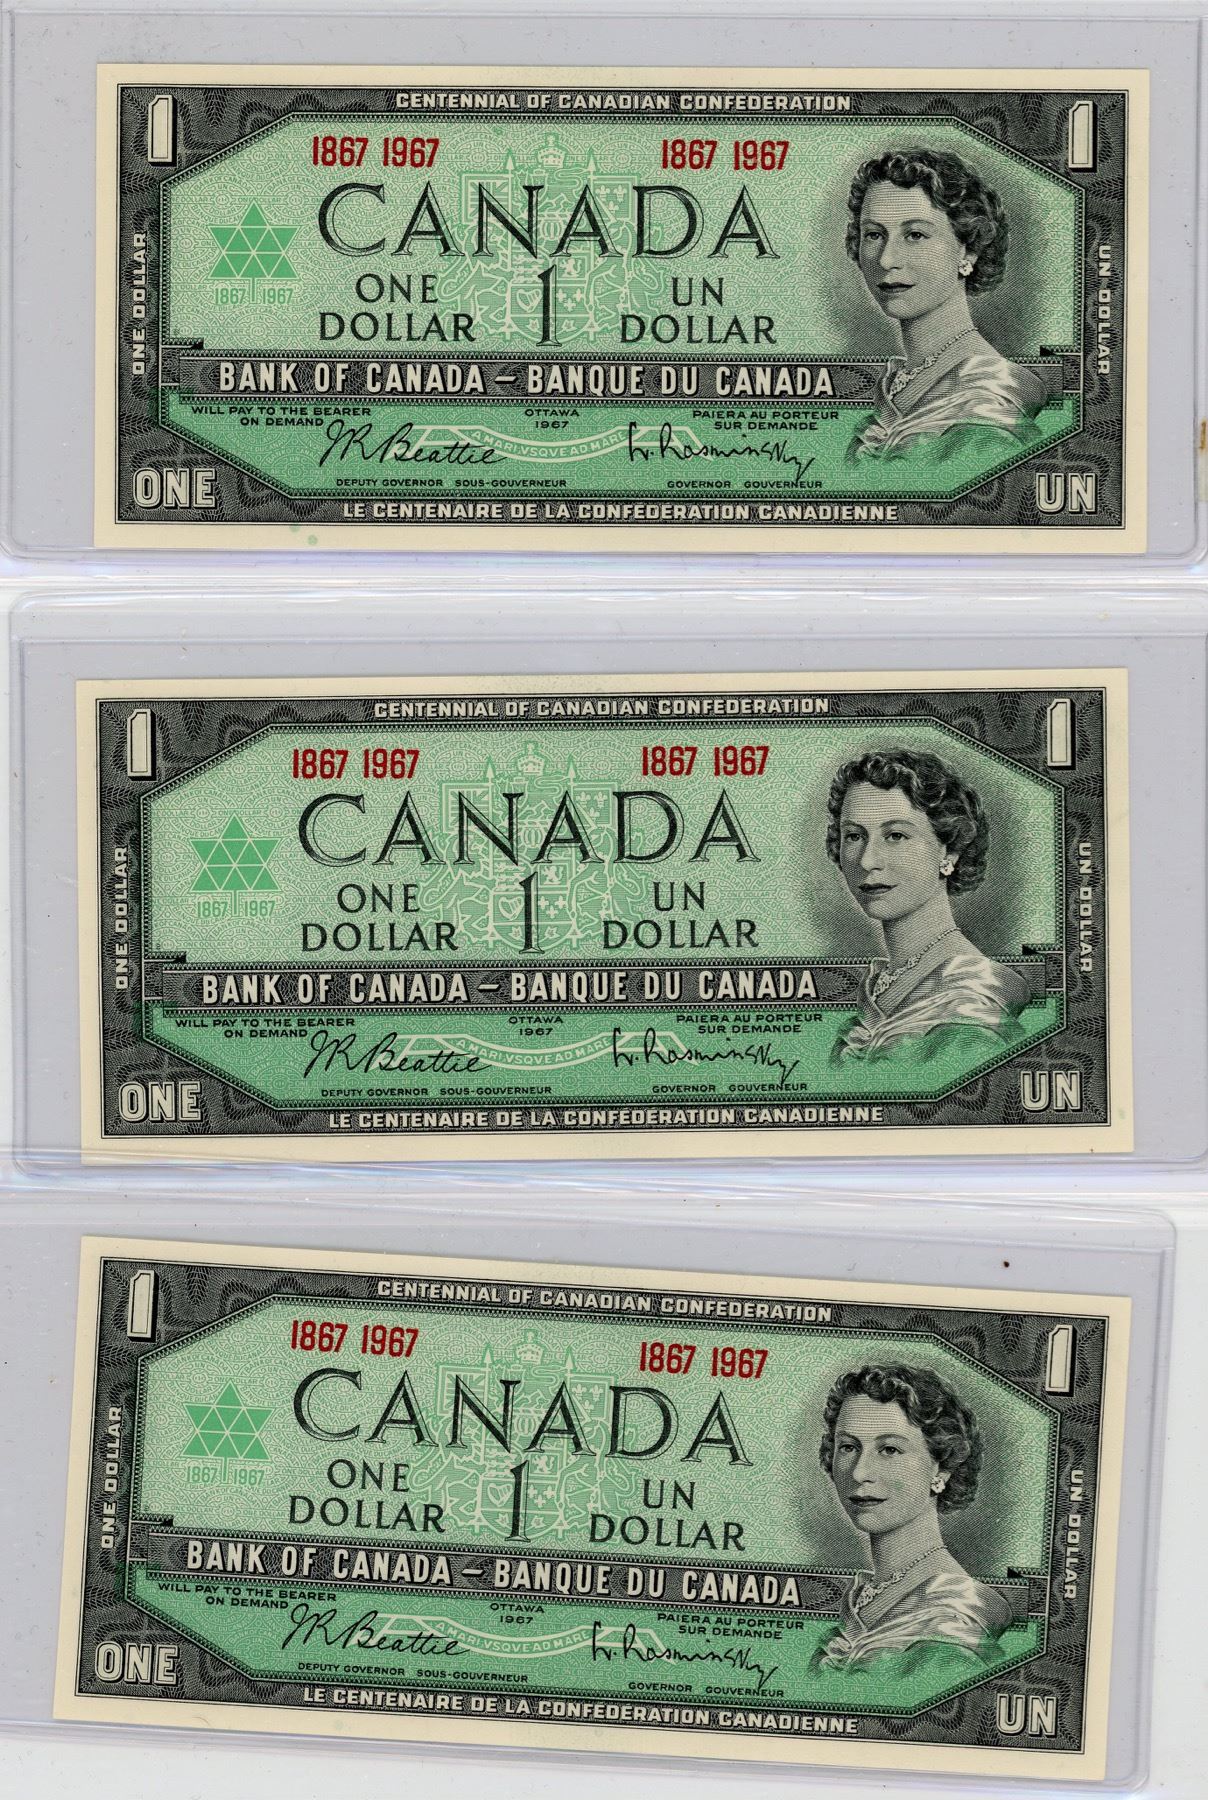 CENTENNIAL OF CANADIAN CONFEDERATION
1 1
1867 1967 1867 1967
CANADA
ONE DOLLAR 1 UN DOLLAR
1867 1967
ONE DOLLAR
UN DOLLAR
BANK OF CANADA – BANQUE DU CANADA
WILL PAY TO THE BEARER
ON DEMAND
OTTAWA
1967
PAIERA AU PORTEUR
SUR DEMANDE
A MARI VSQVE AD MARE
JR Beattie L. Rasminsky
DEPUTY GOVERNOR SOUS-GOUVERNEUR GOVERNOR GOUVERNEUR
ONE UN
LE CENTENAIRE DE LA CONFÉDÉRATION CANADIENNE
CENTENNIAL OF CANADIAN CONFEDERATION
1 1
1867 1967 1867 1967
CANADA
ONE DOLLAR 1 UN DOLLAR
1867 1967
ONE DOLLAR
UN DOLLAR
BANK OF CANADA – BANQUE DU CANADA
WILL PAY TO THE BEARER
ON DEMAND
OTTAWA
1967
PAIERA AU PORTEUR
SUR DEMANDE
A MARI VSQVE AD MARE
JR Beattie L. Rasminsky
DEPUTY GOVERNOR SOUS-GOUVERNEUR GOVERNOR GOUVERNEUR
ONE UN
LE CENTENAIRE DE LA CONFÉDÉRATION CANADIENNE
CENTENNIAL OF CANADIAN CONFEDERATION
1 1
1867 1967 1867 1967
CANADA
ONE DOLLAR 1 UN DOLLAR
1867 1967
ONE DOLLAR
UN DOLLAR
BANK OF CANADA – BANQUE DU CANADA
WILL PAY TO THE BEARER
ON DEMAND
OTTAWA
1967
PAIERA AU PORTEUR
SUR DEMANDE
A MARI VSQVE AD MARE
JR Beattie L. Rasminsky
DEPUTY GOVERNOR SOUS-GOUVERNEUR GOVERNOR GOUVERNEUR
ONE UN
LE CENTENAIRE DE LA CONFÉDÉRATION CANADIENNE